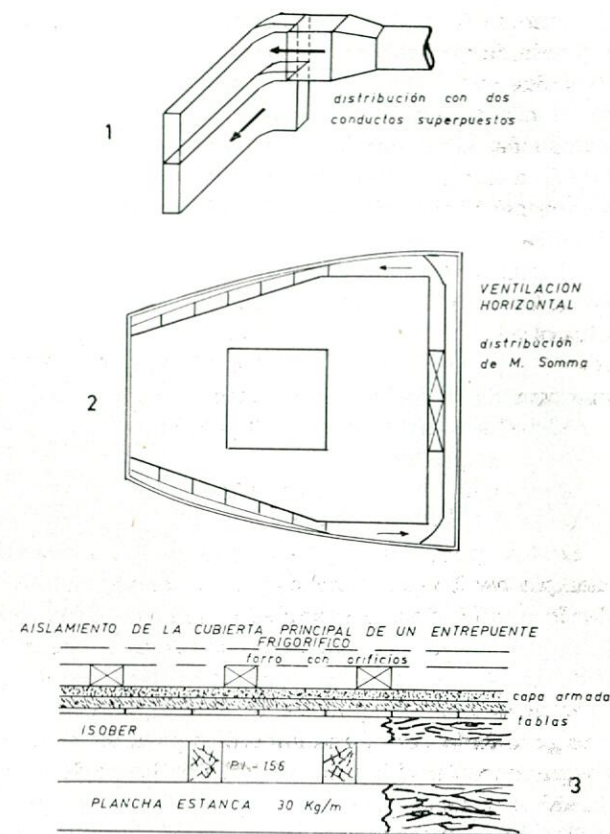 distribución con dos
conductos superpuestos
1
VENTILACION
HORIZONTAL
distribución
de M. Somma
2
AISLAMIENTO DE LA CUBIERTA PRINCIPAL DE UN ENTREPUENTE
FRIGORIFICO
forro con orificios
capa armada
tablas
ISOBER
156
3
PLANCHA ESTANCA 30 Kg/m